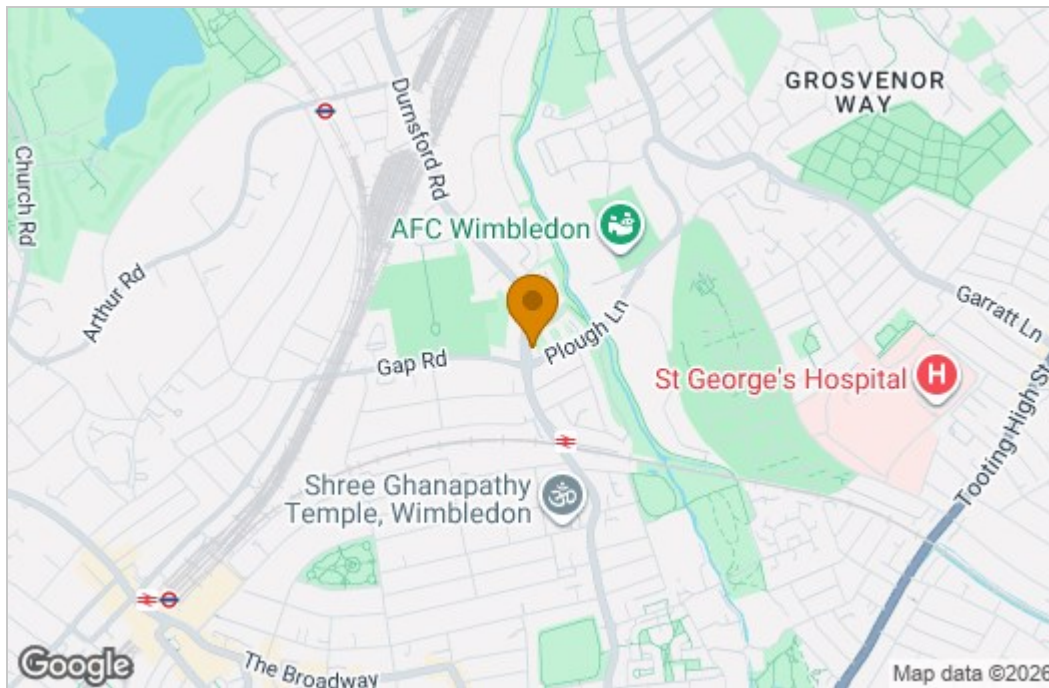 GROSVENOR
WAY
Durnsford Rd
Church Rd
AFC Wimbledon
Arthur Rd
Garratt Ln
Plough Ln
Gap Rd
St George's Hospital
H
Tooting High St
Shree Ghanapathy
Temple, Wimbledon
ॐ
The Broadway
Google
Map data ©2026